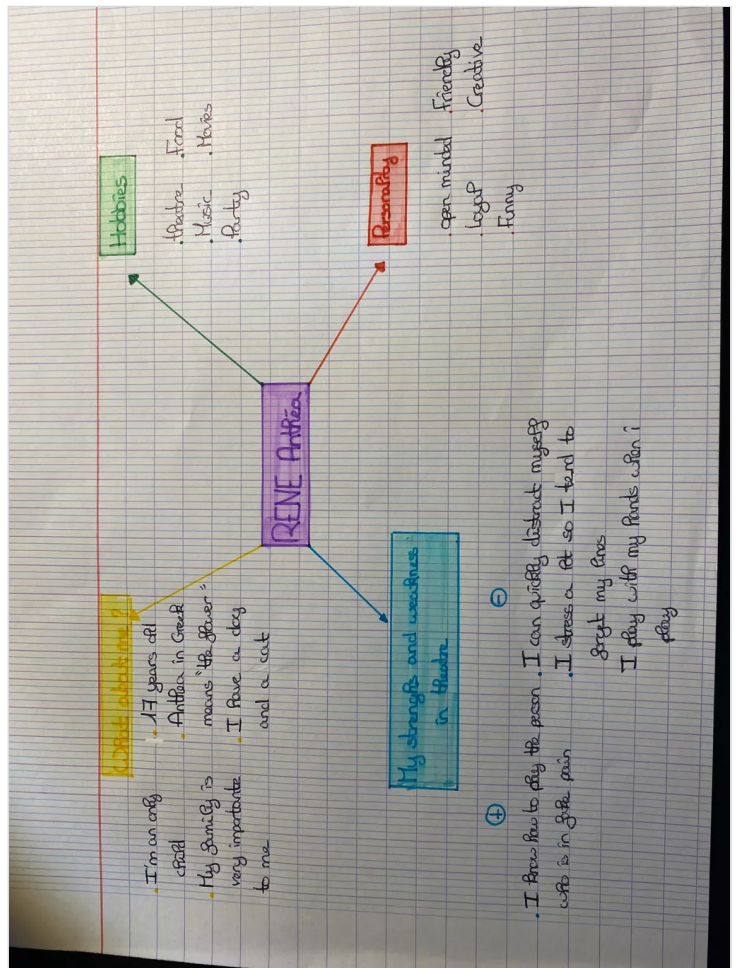 What about me ?
. I'm an only
child
. My family is
very importante
to me
. 17 years old
. Anthéa in Greek
means "the flower"
. I have a dog
and a cat
Hobbies
. theatre . Food
. Music . Movies
. Party
RENE Anthéa
My strenghs and weakness
in theatre
+
. I know how to play the person
who is in fake pain
-
. I can quickly distract myself
. I stress a lot so I tend to
forget my lines
I play with my hands when i
play
Personality
. open minded . Friendly
. Loyal . Creative
. Funny